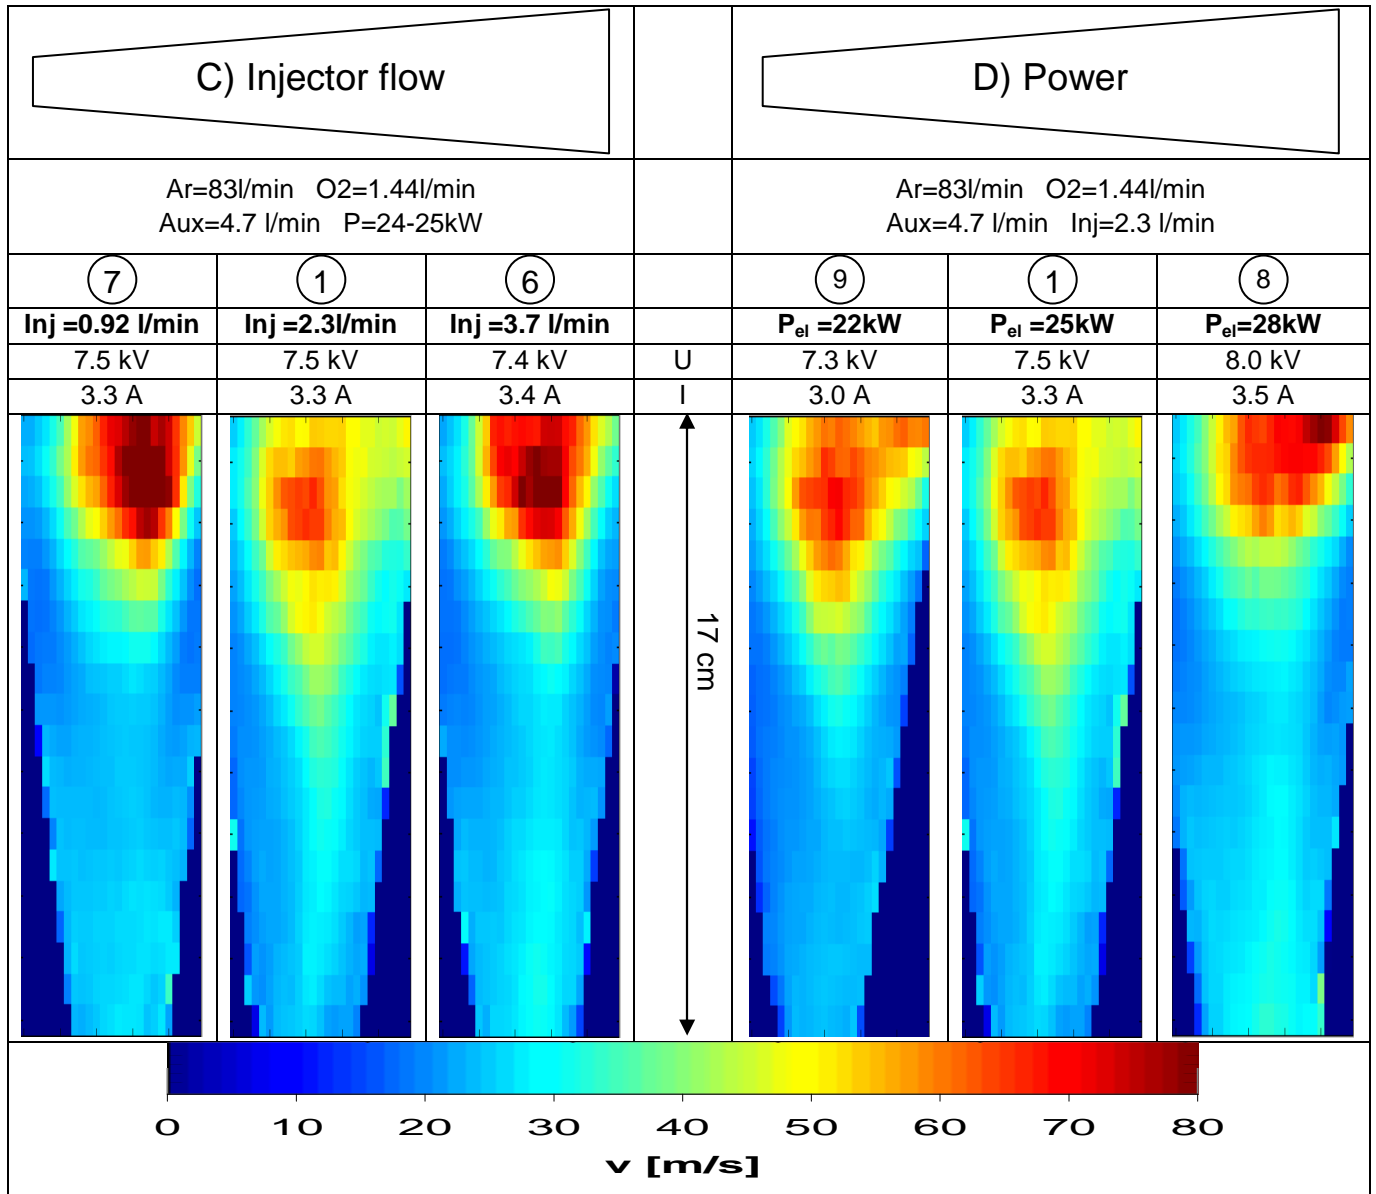 C) Injector flow
D) Power
Ar=83l/min O2=1.44l/min
Aux=4.7 l/min P=24-25kW
Ar=83l/min O2=1.44l/min
Aux=4.7 l/min Inj=2.3 l/min
7 1 6 9 1 8
Inj =0.92 l/min Inj =2.3l/min Inj =3.7 l/min Pel =22kW Pel =25kW Pel=28kW
7.5 kV 7.5 kV 7.4 kV U 7.3 kV 7.5 kV 8.0 kV
3.3 A 3.3 A 3.4 A I 3.0 A 3.3 A 3.5 A
17 cm
0 10 20 30 40 50 60 70 80
v [m/s]